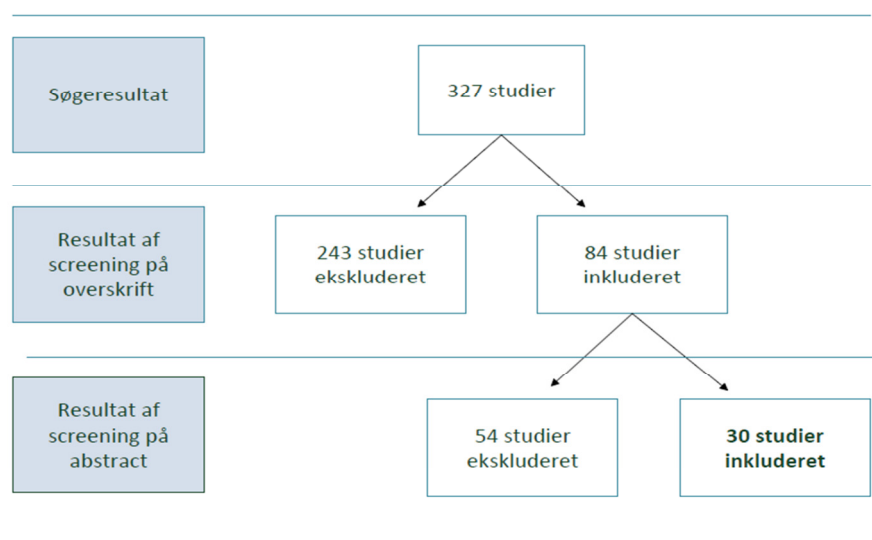 Søgeresultat
327 studier
Resultat af
screening på
overskrift
243 studier
ekskluderet
84 studier
inkluderet
Resultat af
screening på
abstract
54 studier
ekskluderet
30 studier
inkluderet